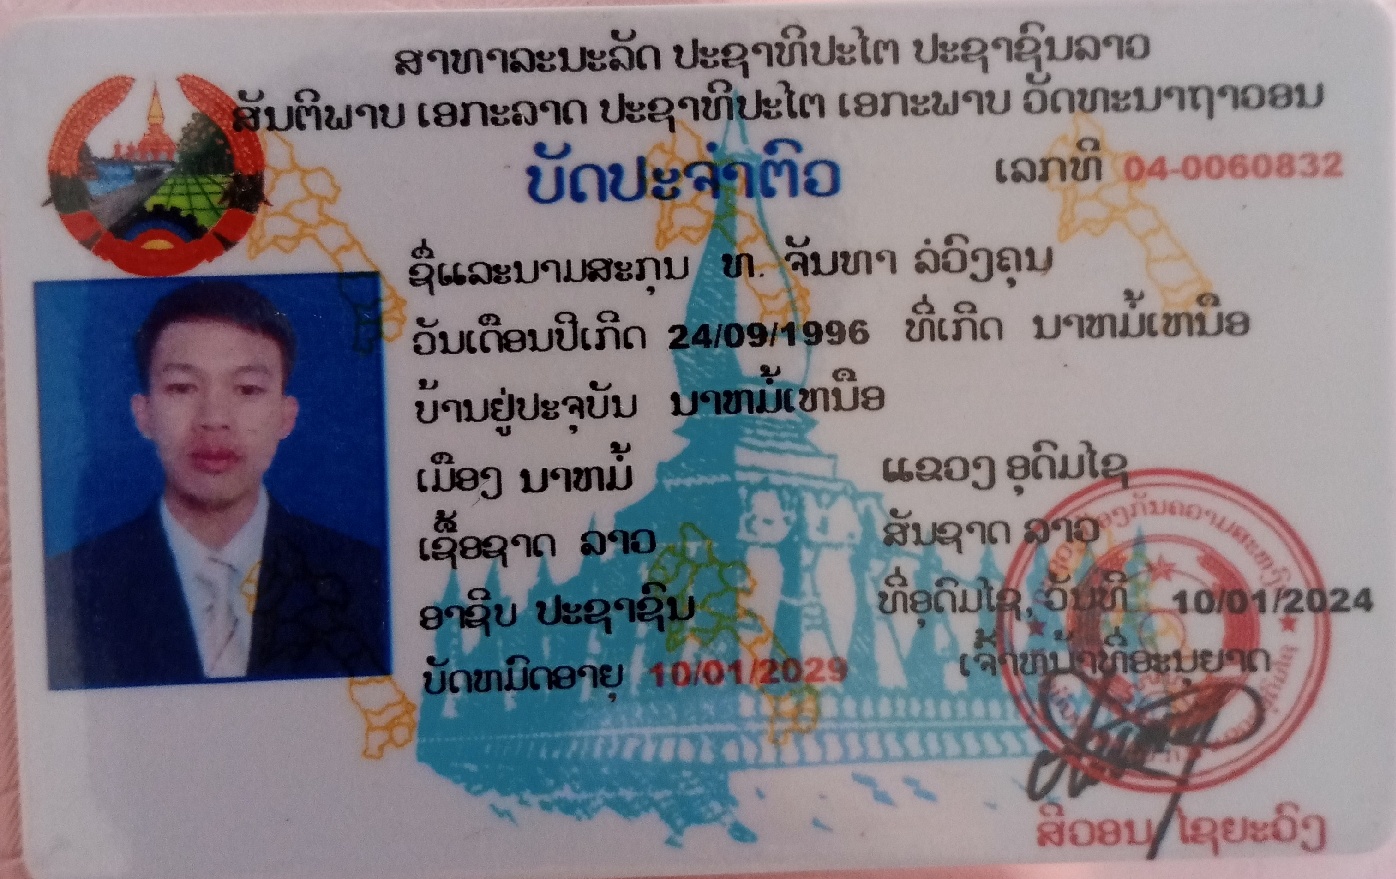 ສາທາລະນະລັດ ປະຊາທິປະໄຕ ປະຊາຊົນລາວ
ສັນຕິພາບ ເອກະລາດ ປະຊາທິປະໄຕ ເອກະພາບ ວັດທະນາຖາວອນ
ບັດປະຈຳຕົວ
ເລກທີ 04-0060832
ຊື່ແລະນາມສະກຸນ ທ. ຈັນທາ ລໍວົງຄຸນ
ວັນເດືອນປີເກີດ 24/09/1996 ທີ່ເກີດ ນາຫມໍ້ເຫນືອ
ບ້ານຢູ່ປະຈຸບັນ ນາຫມໍ້ເຫນືອ
ເມືອງ ນາຫມໍ້ ແຂວງ ອຸດົມໄຊ
ເຊື້ອຊາດ ລາວ ສັນຊາດ ລາວ
ອາຊີບ ປະຊາຊົນ ທີ່ອຸດົມໄຊ, ວັນທີ 10/01/2024
ບັດຫມົດອາຍຸ 10/01/2029 ເຈົ້າຫນ້າທີ່ອະນຸຍາດ
ສີວອນ ໄຊຍະວົງ